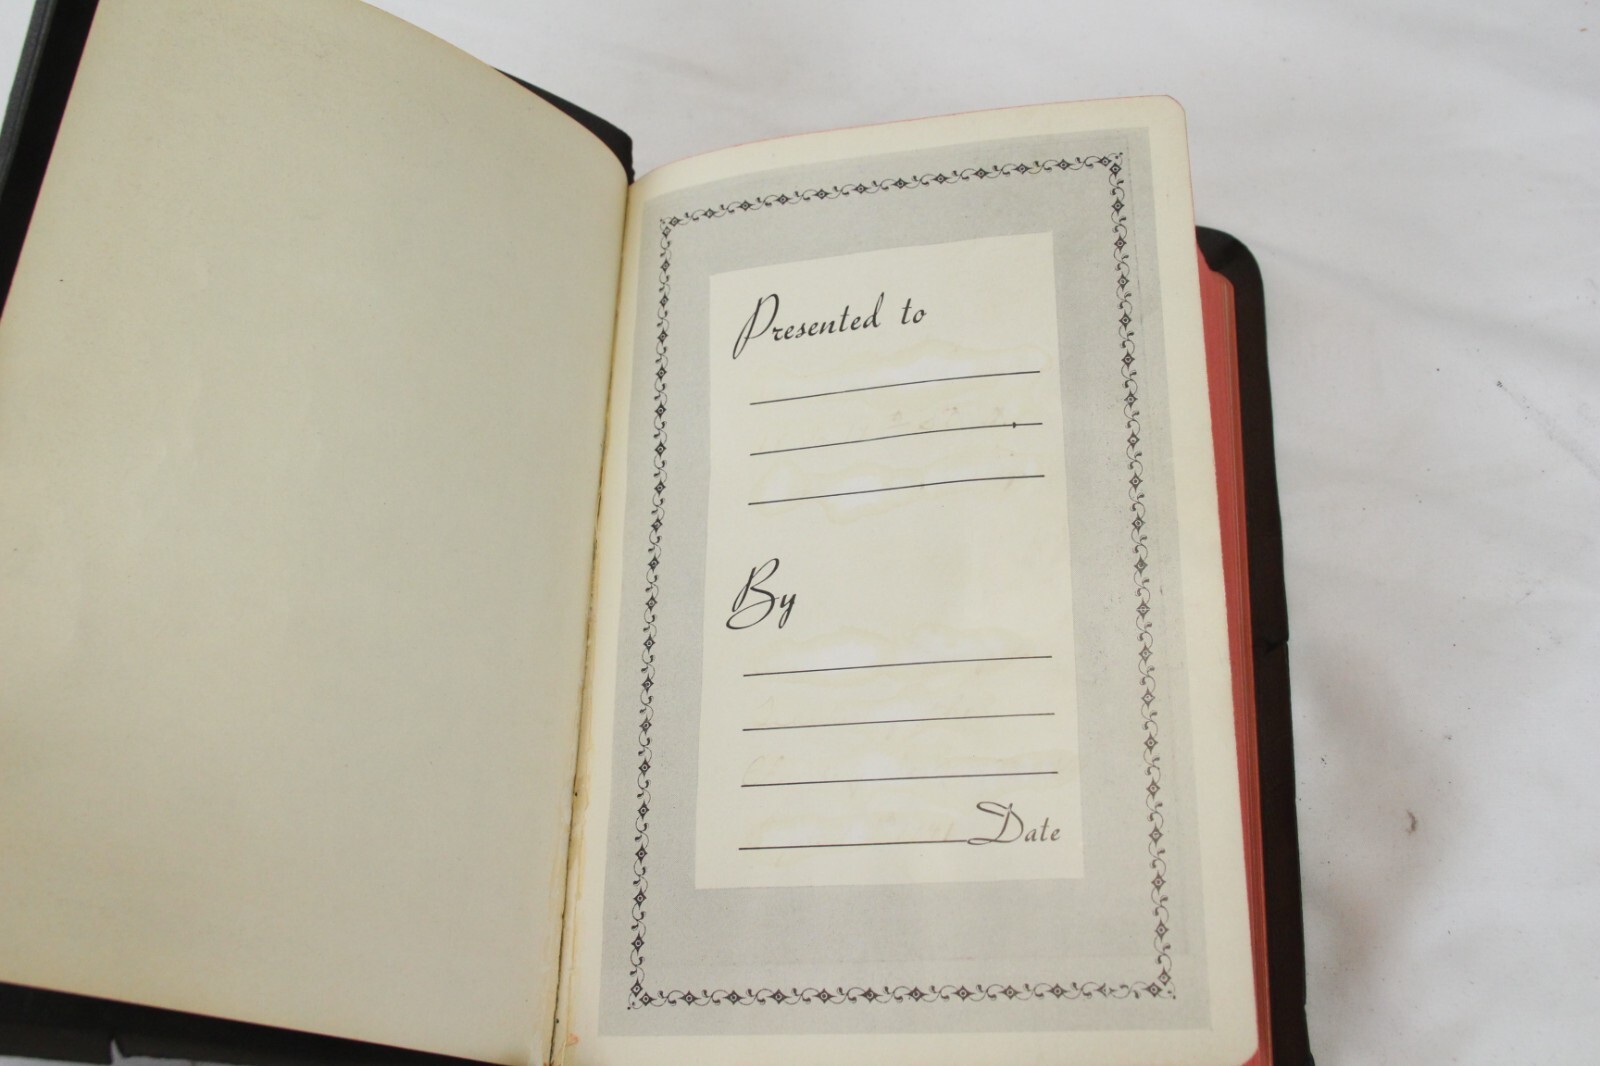 Presented to
By
Date